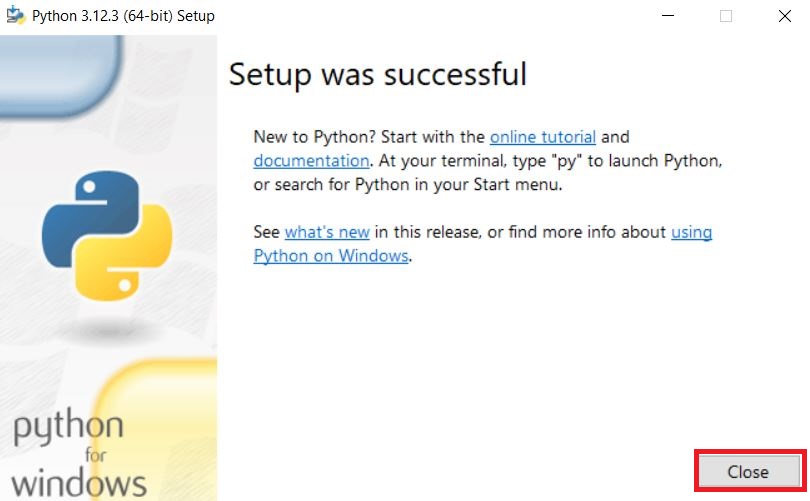 Python 3.12.3 (64-bit) Setup
Setup was successful
New to Python? Start with the online tutorial and
documentation. At your terminal, type "py" to launch Python,
or search for Python in your Start menu.
See what's new in this release, or find more info about using
Python on Windows.
python
for
windows
Close